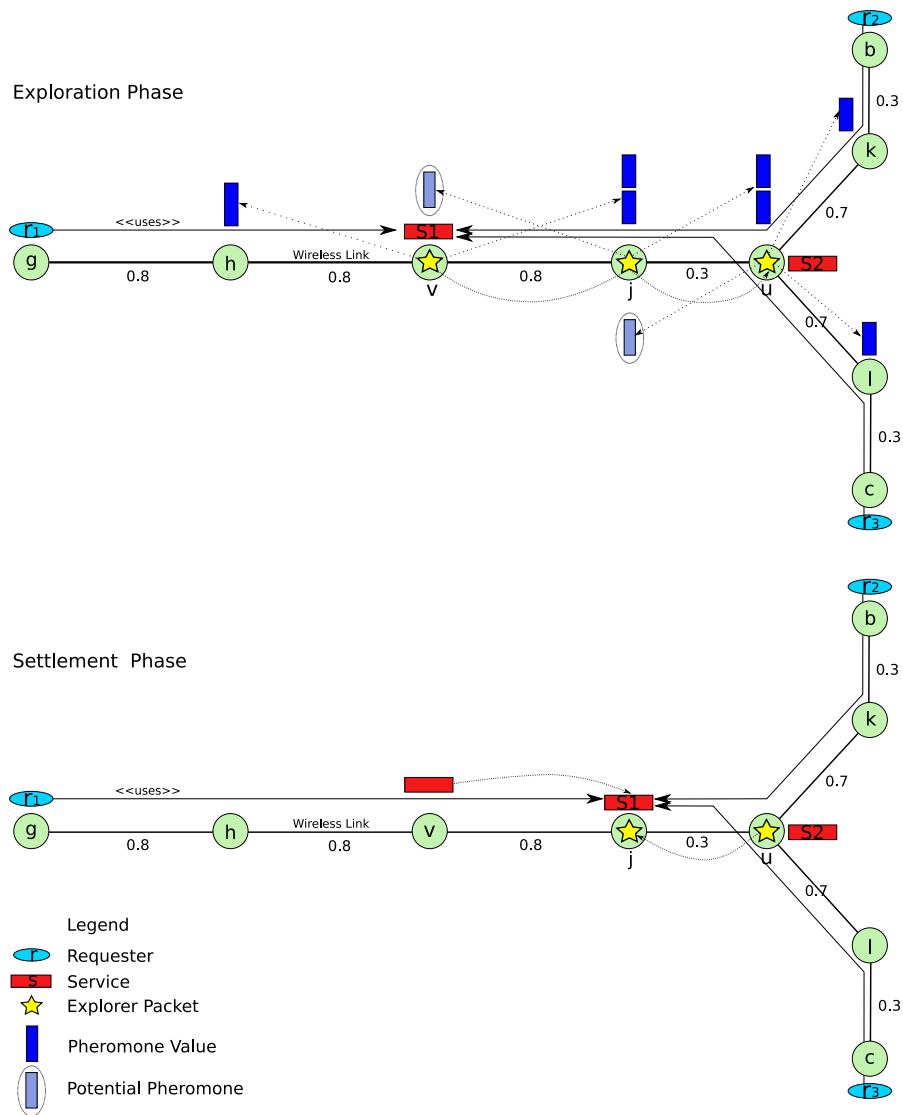 r2
b
Exploration Phase
0.3
k
<<uses>>
0.7
r1
S1
g
h
Wireless Link
S2
0.8
0.8
0.8
0.3
v
j
u
0.7
l
0.3
c
r3
r2
b
Settlement Phase
0.3
k
<<uses>>
0.7
r1
S1
g
h
Wireless Link
v
S2
0.8
0.8
0.8
0.3
j
u
0.7
Legend
l
r Requester
s Service
0.3
Explorer Packet
Pheromone Value
c
Potential Pheromone
r3